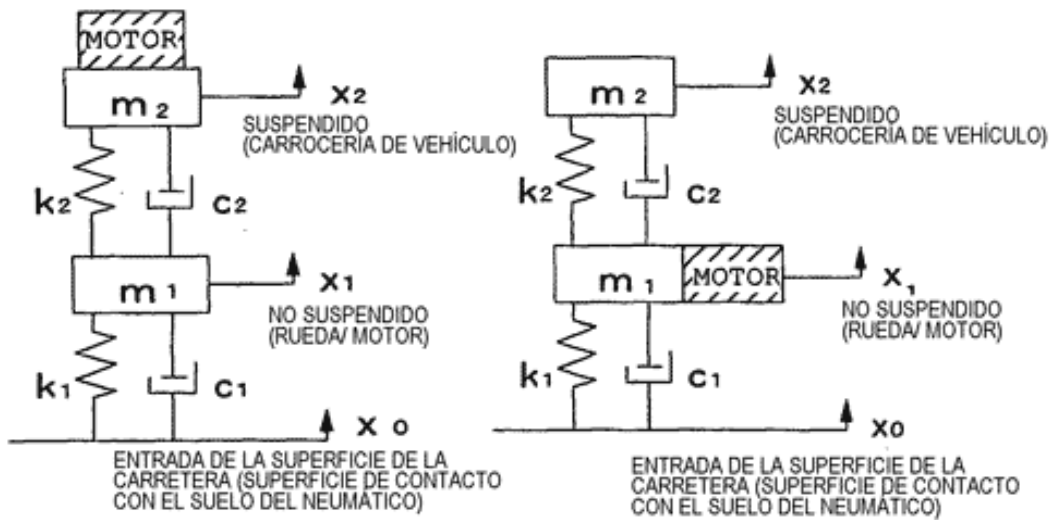 MOTOR
m2
x2
SUSPENDIDO
(CARROCERÍA DE VEHÍCULO)
k2
c2
m1
x1
NO SUSPENDIDO
(RUEDA/ MOTOR)
k1
c1
x 0
ENTRADA DE LA SUPERFICIE DE LA
CARRETERA (SUPERFICIE DE CONTACTO
CON EL SUELO DEL NEUMÁTICO)
m2
x2
SUSPENDIDO
(CARROCERÍA DE VEHÍCULO)
k2
c2
m1
MOTOR
x1
NO SUSPENDIDO
(RUEDA/ MOTOR)
k1
c1
x0
ENTRADA DE LA SUPERFICIE DE LA
CARRETERA (SUPERFICIE DE CONTACTO
CON EL SUELO DEL NEUMÁTICO)